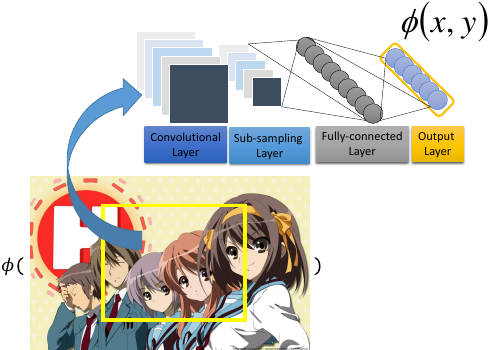 ϕ(x, y)
Convolutional
Layer
Sub-sampling
Layer
Fully-connected
Layer
Output
Layer
ϕ( )